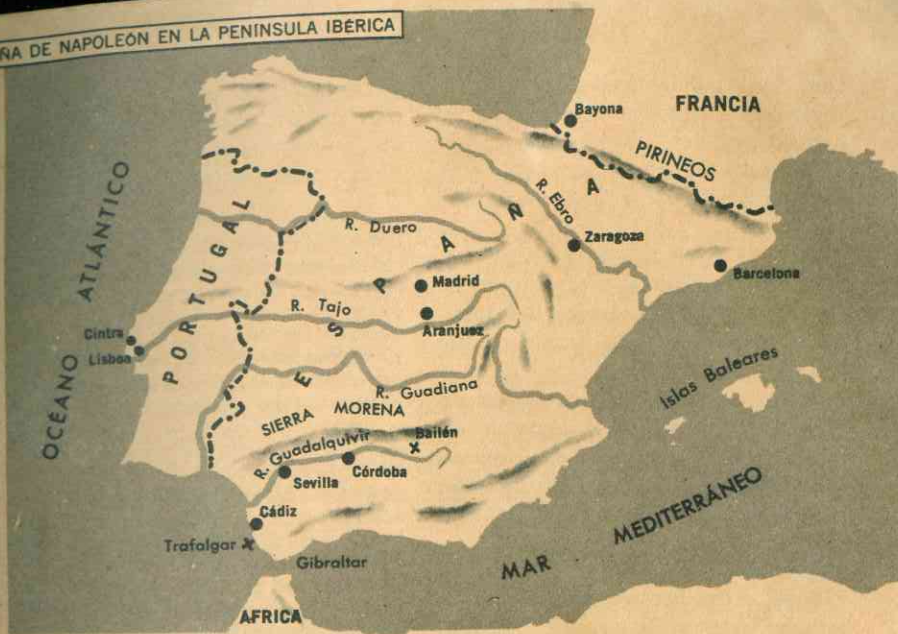 ÑA DE NAPOLEÓN EN LA PENÍNSULA IBÉRICA
FRANCIA
Bayona
PIRINEOS
OCÉANO ATLÁNTICO
PORTUGAL
ESPAÑA
R. Ebro
R. Duero
Zaragoza
Barcelona
Madrid
R. Tajo
Aranjuez
Cintra
Lisboa
Islas Baleares
R. Guadiana
SIERRA MORENA
Bailén
R. Guadalquivir
Córdoba
Sevilla
Cádiz
Trafalgar
Gibraltar
MAR MEDITERRÁNEO
AFRICA